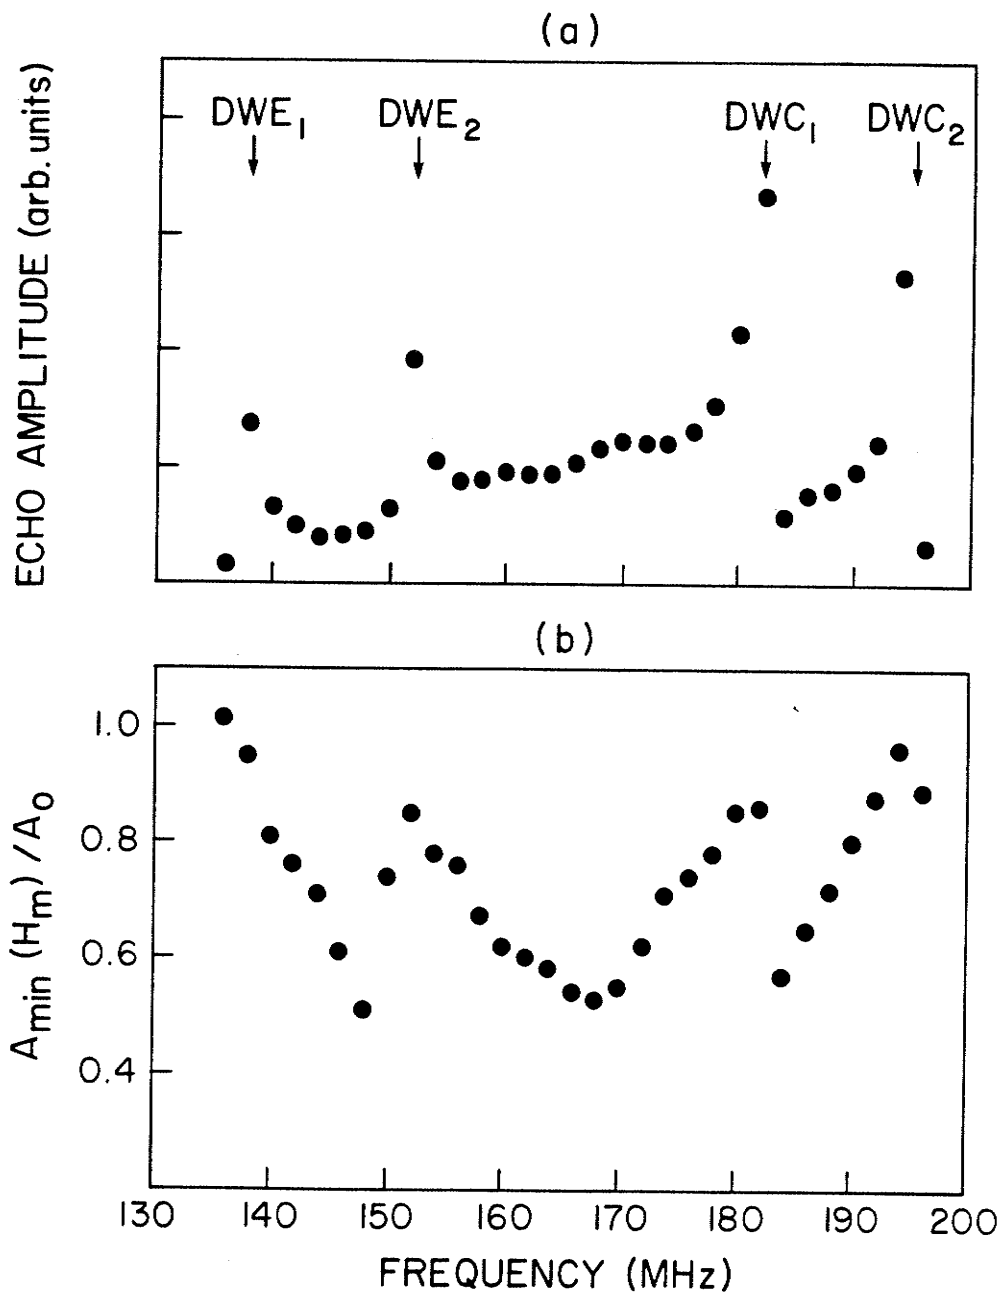 (a)
ECHO AMPLITUDE (arb. units)
DWE1 DWE2 DWC1 DWC2
(b)
Amin (Hm) / A0
1.0
0.8
0.6
0.4
130 140 150 160 170 180 190 200
FREQUENCY (MHz)